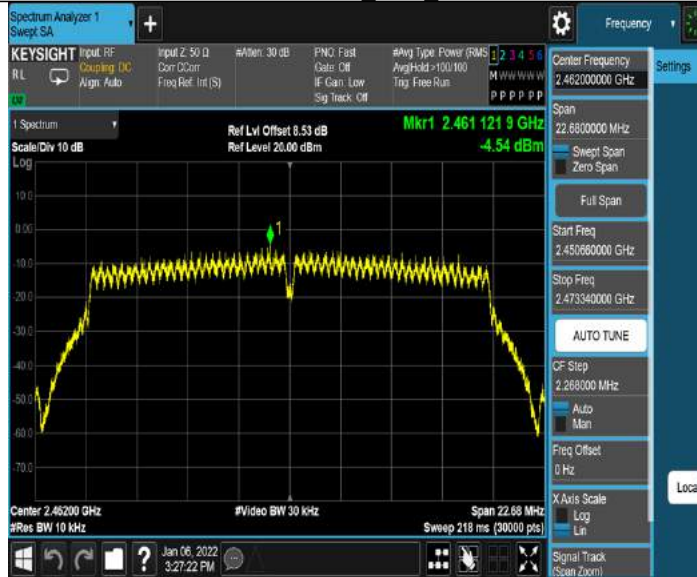 Spectrum Analyzer 1
Swept SA
+
Frequency
KEYSIGHT
RL
Input: RF
Coupling: DC
Align: Auto
Input Z: 50 Ω
Corr CCorr
Freq Ref: Int (S)
#Atten: 30 dB
PNO: Fast
Gate: Off
IF Gain: Low
Sig Track: Off
#Avg Type: Power (RMS
Avg|Hold>100/100
Trig: Free Run
1 2 3 4 5 6
M W W W W W
P P P P P P
Center Frequency
2.462000000 GHz
Settings
Span
22.6800000 MHz
Swept Span
Zero Span
Full Span
Start Freq
2.450660000 GHz
Stop Freq
2.473340000 GHz
AUTO TUNE
CF Step
2.268000 MHz
Auto
Man
Freq Offset
0 Hz
X Axis Scale
Log
Lin
Signal Track
(Span Zoom)
Loca
1 Spectrum
Scale/Div 10 dB
Log
Ref Lvl Offset 8.53 dB
Ref Level 20.00 dBm
Mkr1 2.461 121 9 GHz
-4.54 dBm
1
10.0
0.00
-10.0
-20.0
-30.0
-40.0
-50.0
-60.0
-70.0
Center 2.46200 GHz
#Res BW 10 kHz
#Video BW 30 kHz
Span 22.68 MHz
Sweep 218 ms (30000 pts)
?
Jan 06, 2022
3:27:22 PM